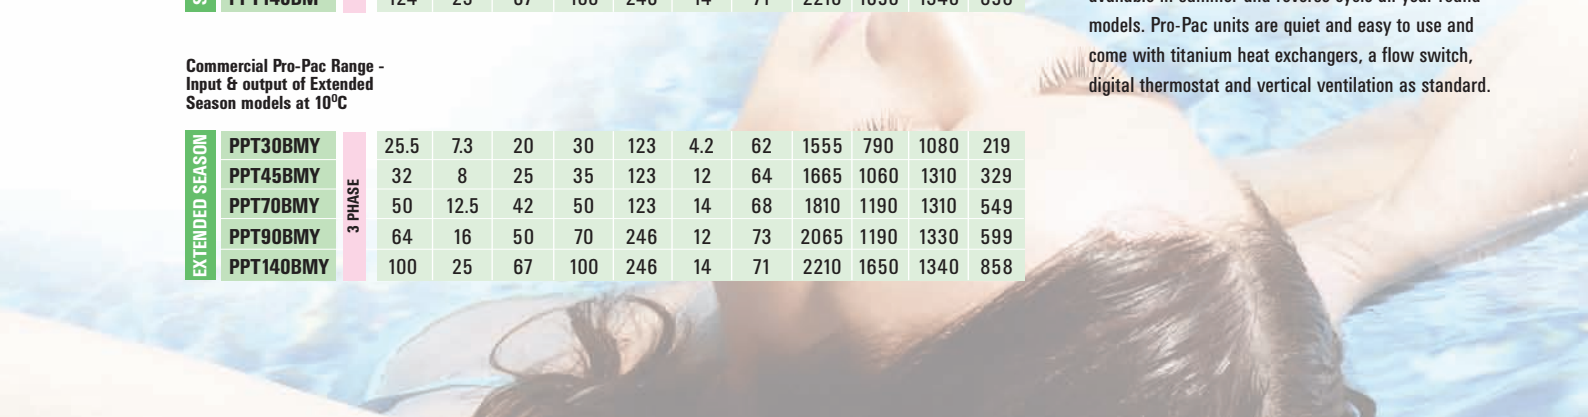 models. Pro-Pac units are quiet and easy to use and
come with titanium heat exchangers, a flow switch,
digital thermostat and vertical ventilation as standard.
Commercial Pro-Pac Range -
Input & output of Extended
Season models at 10⁰C
EXTENDED SEASON
3 PHASE
PPT30BMY 25.5 7.3 20 30 123 4.2 62 1555 790 1080 219
PPT45BMY 32 8 25 35 123 12 64 1665 1060 1310 329
PPT70BMY 50 12.5 42 50 123 14 68 1810 1190 1310 549
PPT90BMY 64 16 50 70 246 12 73 2065 1190 1330 599
PPT140BMY 100 25 67 100 246 14 71 2210 1650 1340 858